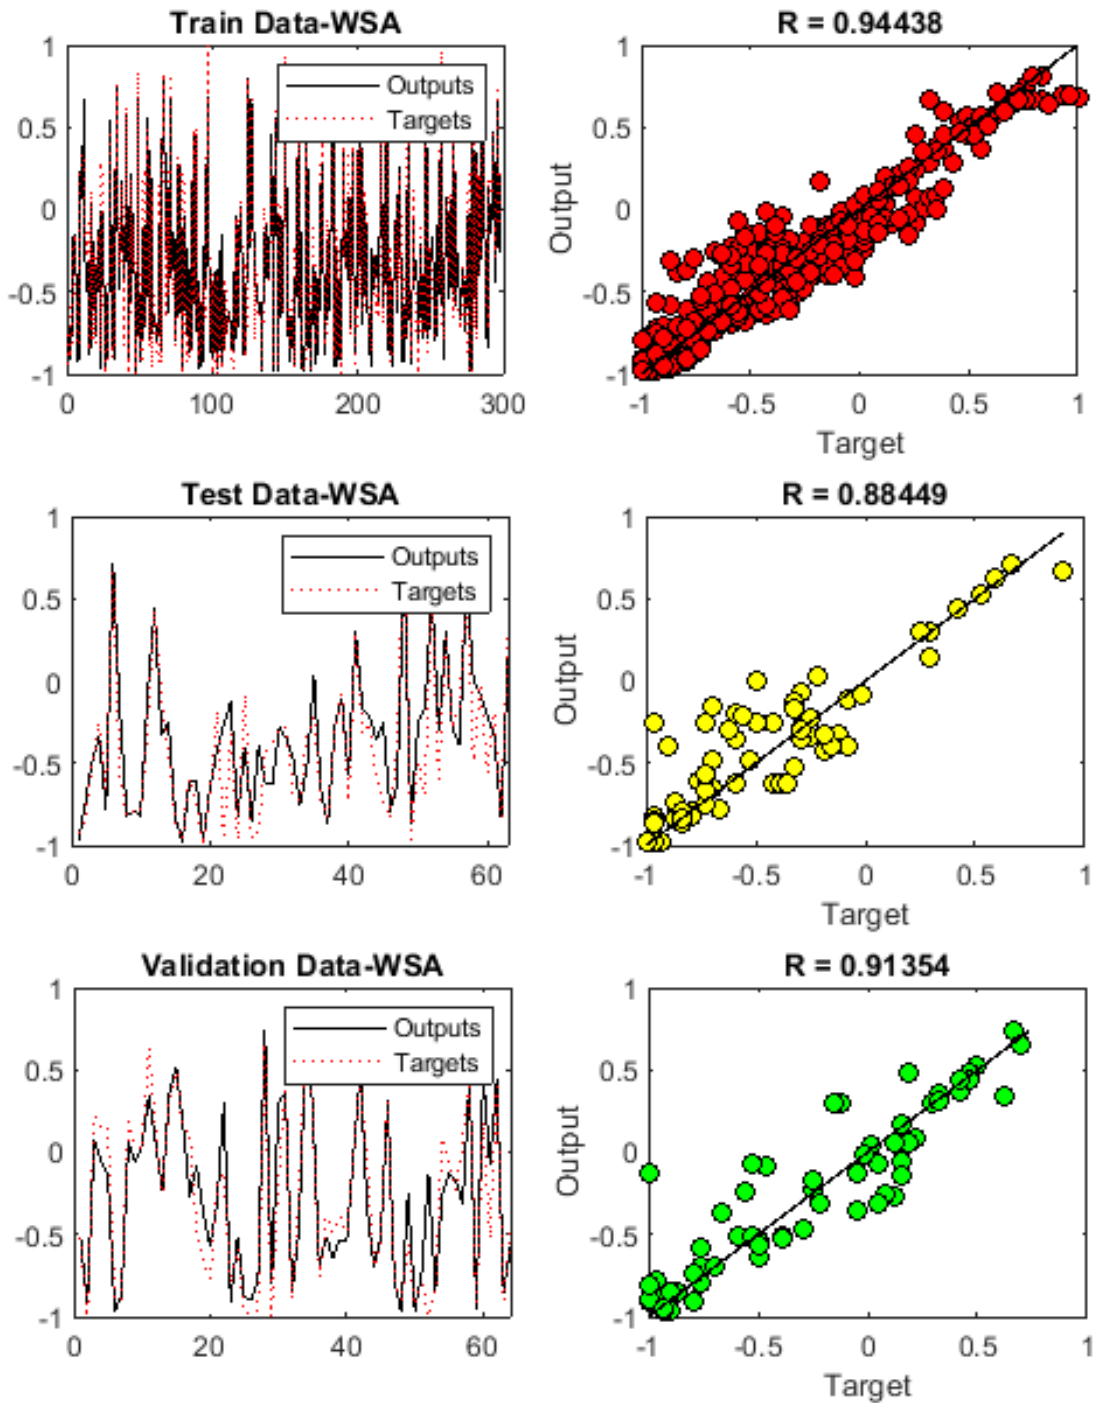 Train Data-WSA
R = 0.94438
1
0.5
0
-0.5
-1
0 100 200 300
Outputs
Targets
Output
1
0.5
0
-0.5
-1
-1 -0.5 0 0.5 1
Target
Test Data-WSA
R = 0.88449
1
0.5
0
-0.5
-1
0 20 40 60
Outputs
Targets
Output
1
0.5
0
-0.5
-1
-1 -0.5 0 0.5 1
Target
Validation Data-WSA
R = 0.91354
1
0.5
0
-0.5
-1
0 20 40 60
Outputs
Targets
Output
1
0.5
0
-0.5
-1
-1 -0.5 0 0.5 1
Target